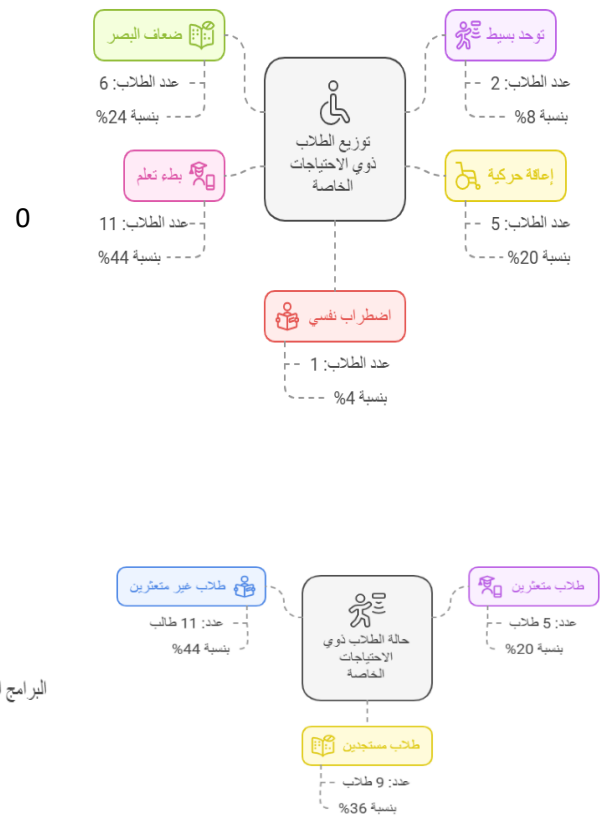 توحد بسيط
عدد الطلاب: 2
بنسبة 8%
ضعاف البصر
عدد الطلاب: 6
بنسبة 24%
توزيع الطلاب
ذوي الاحتياجات
الخاصة
إعاقة حركية
عدد الطلاب: 5
بنسبة 20%
بطء تعلم
عدد الطلاب: 11
بنسبة 44%
0
اضطراب نفسي
عدد الطلاب: 1
بنسبة 4%
طلاب متعثرين
عدد: 5 طلاب
بنسبة 20%
طلاب غير متعثرين
عدد: 11 طالب
بنسبة 44%
حالة الطلاب ذوي
الاحتياجات
الخاصة
البرامج
طلاب مستجدين
عدد: 9 طلاب
بنسبة 36%